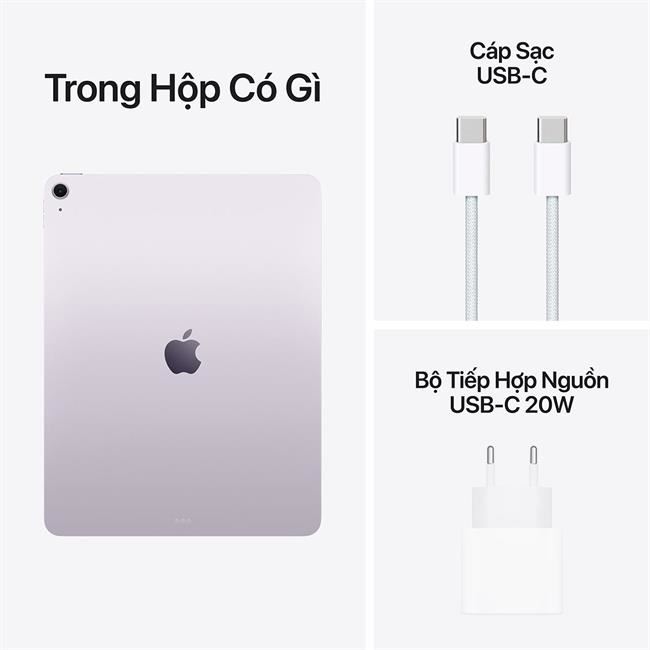 Trong Hộp Có Gì
Cáp Sạc
USB-C
Bộ Tiếp Hợp Nguồn
USB-C 20W